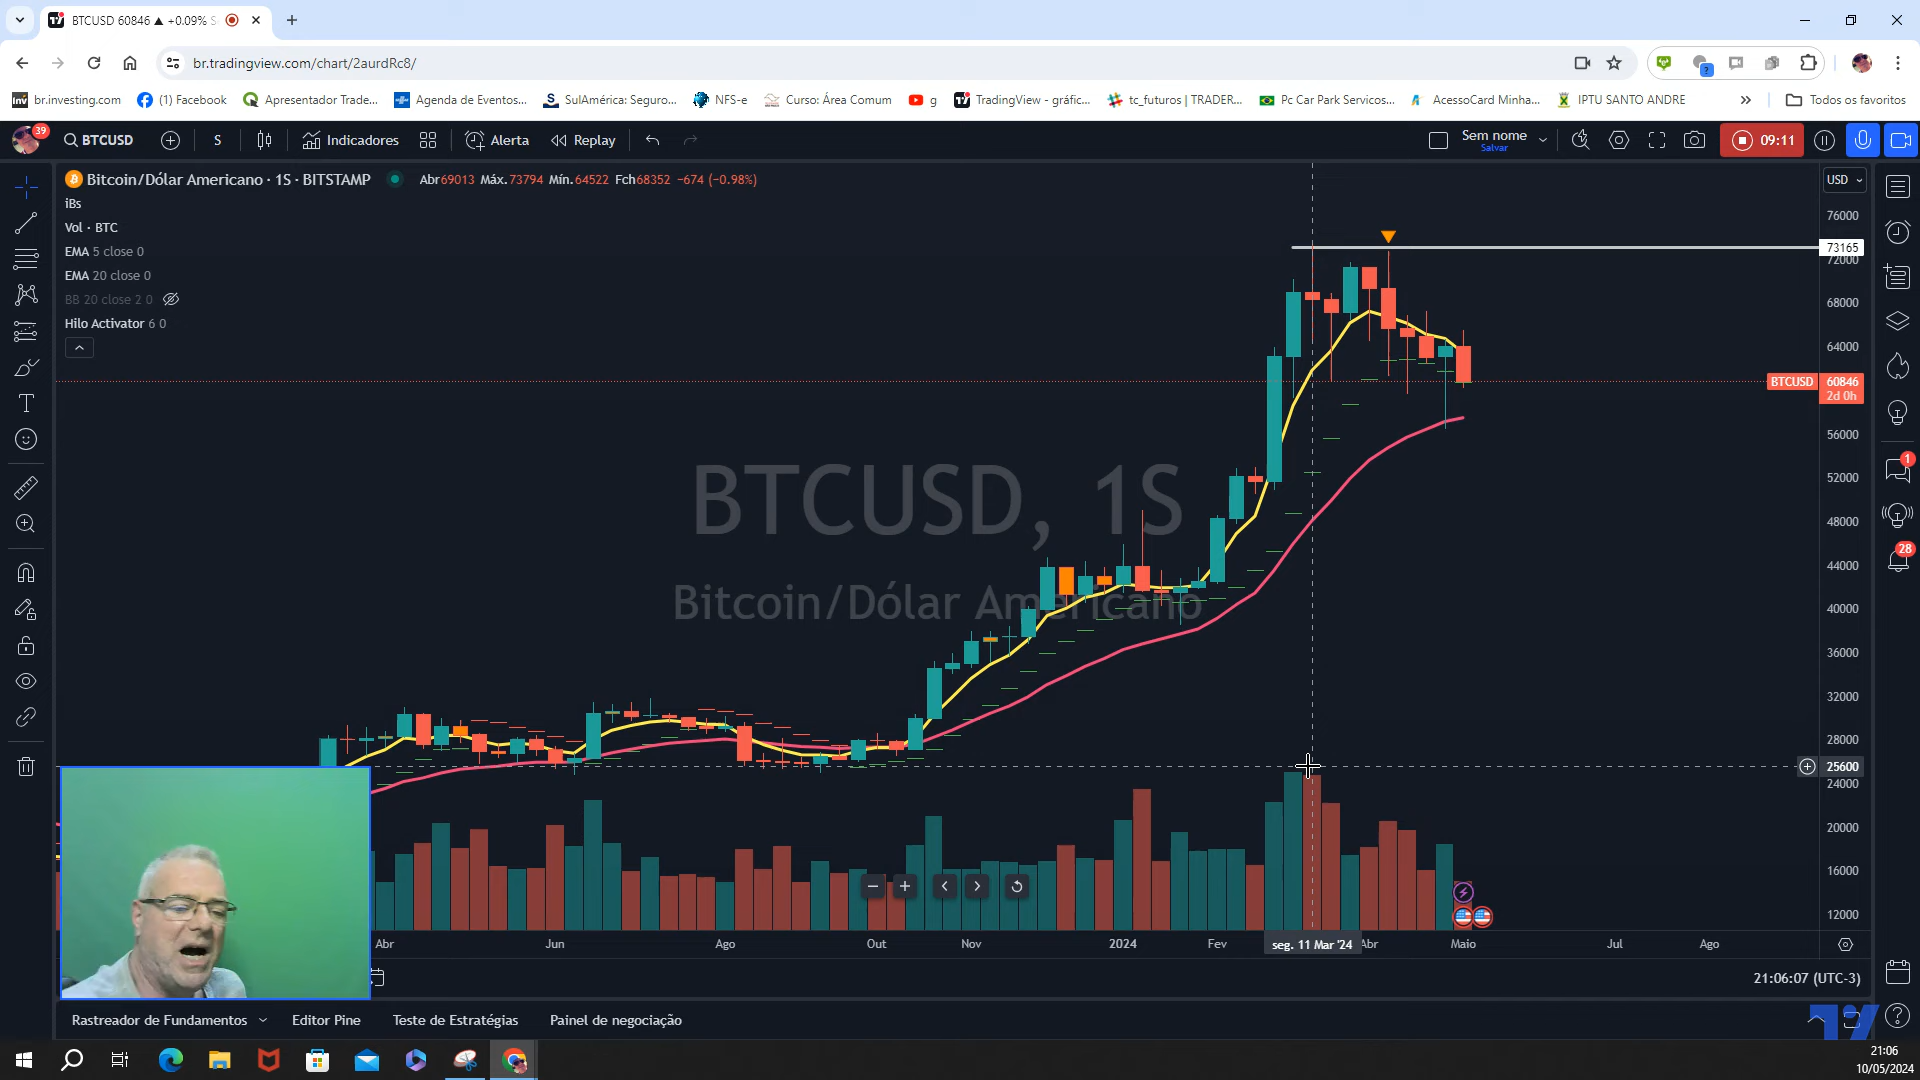 BTCUSD 60846 ▲ +0.09% S
br.tradingview.com/chart/2aurdRc8/
?
Inv br.investing.com
(1) Facebook
Apresentador Trade...
Agenda de Eventos...
SulAmérica: Seguro...
NFS-e
Curso: Área Comum
g
TradingView - gráfic...
tc_futuros | TRADER...
Pc Car Park Servicos...
AcessoCard Minha...
IPTU SANTO ANDRE
Todos os favoritos
39
BTCUSD
S
Indicadores
Alerta
Replay
Sem nome
Salvar
09:11
Bitcoin/Dólar Americano · 1S · BITSTAMP
Abr69013 Máx.73794 Mín.64522 Fch68352 −674 (−0.98%)
USD
iBs
Vol · BTC
EMA 5 close 0
EMA 20 close 0
BB 20 close 2 0
Hilo Activator 6 0
76000
73165
72000
68000
64000
BTCUSD 60846
2d 0h
56000
52000
48000
44000
40000
36000
32000
28000
25600
24000
20000
16000
12000
BTCUSD, 1S
Bitcoin/Dólar Americano
1
28
Abr
Jun
Ago
Out
Nov
2024
Fev
seg. 11 Mar '24
Abr
Maio
Jul
Ago
21:06:07 (UTC-3)
Rastreador de Fundamentos
Editor Pine
Teste de Estratégias
Painel de negociação
21:06
10/05/2024